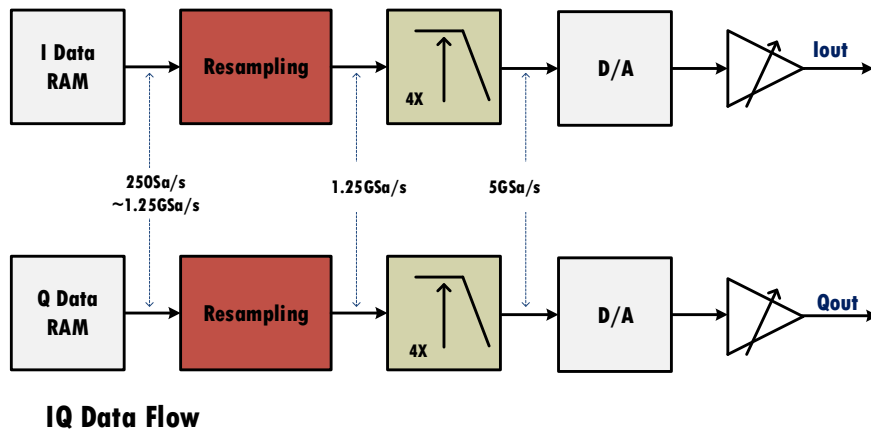 I Data
RAM
Resampling
4X
D/A
Iout
250Sa/s
~1.25GSa/s
1.25GSa/s
5GSa/s
Q Data
RAM
Resampling
4X
D/A
Qout
IQ Data Flow